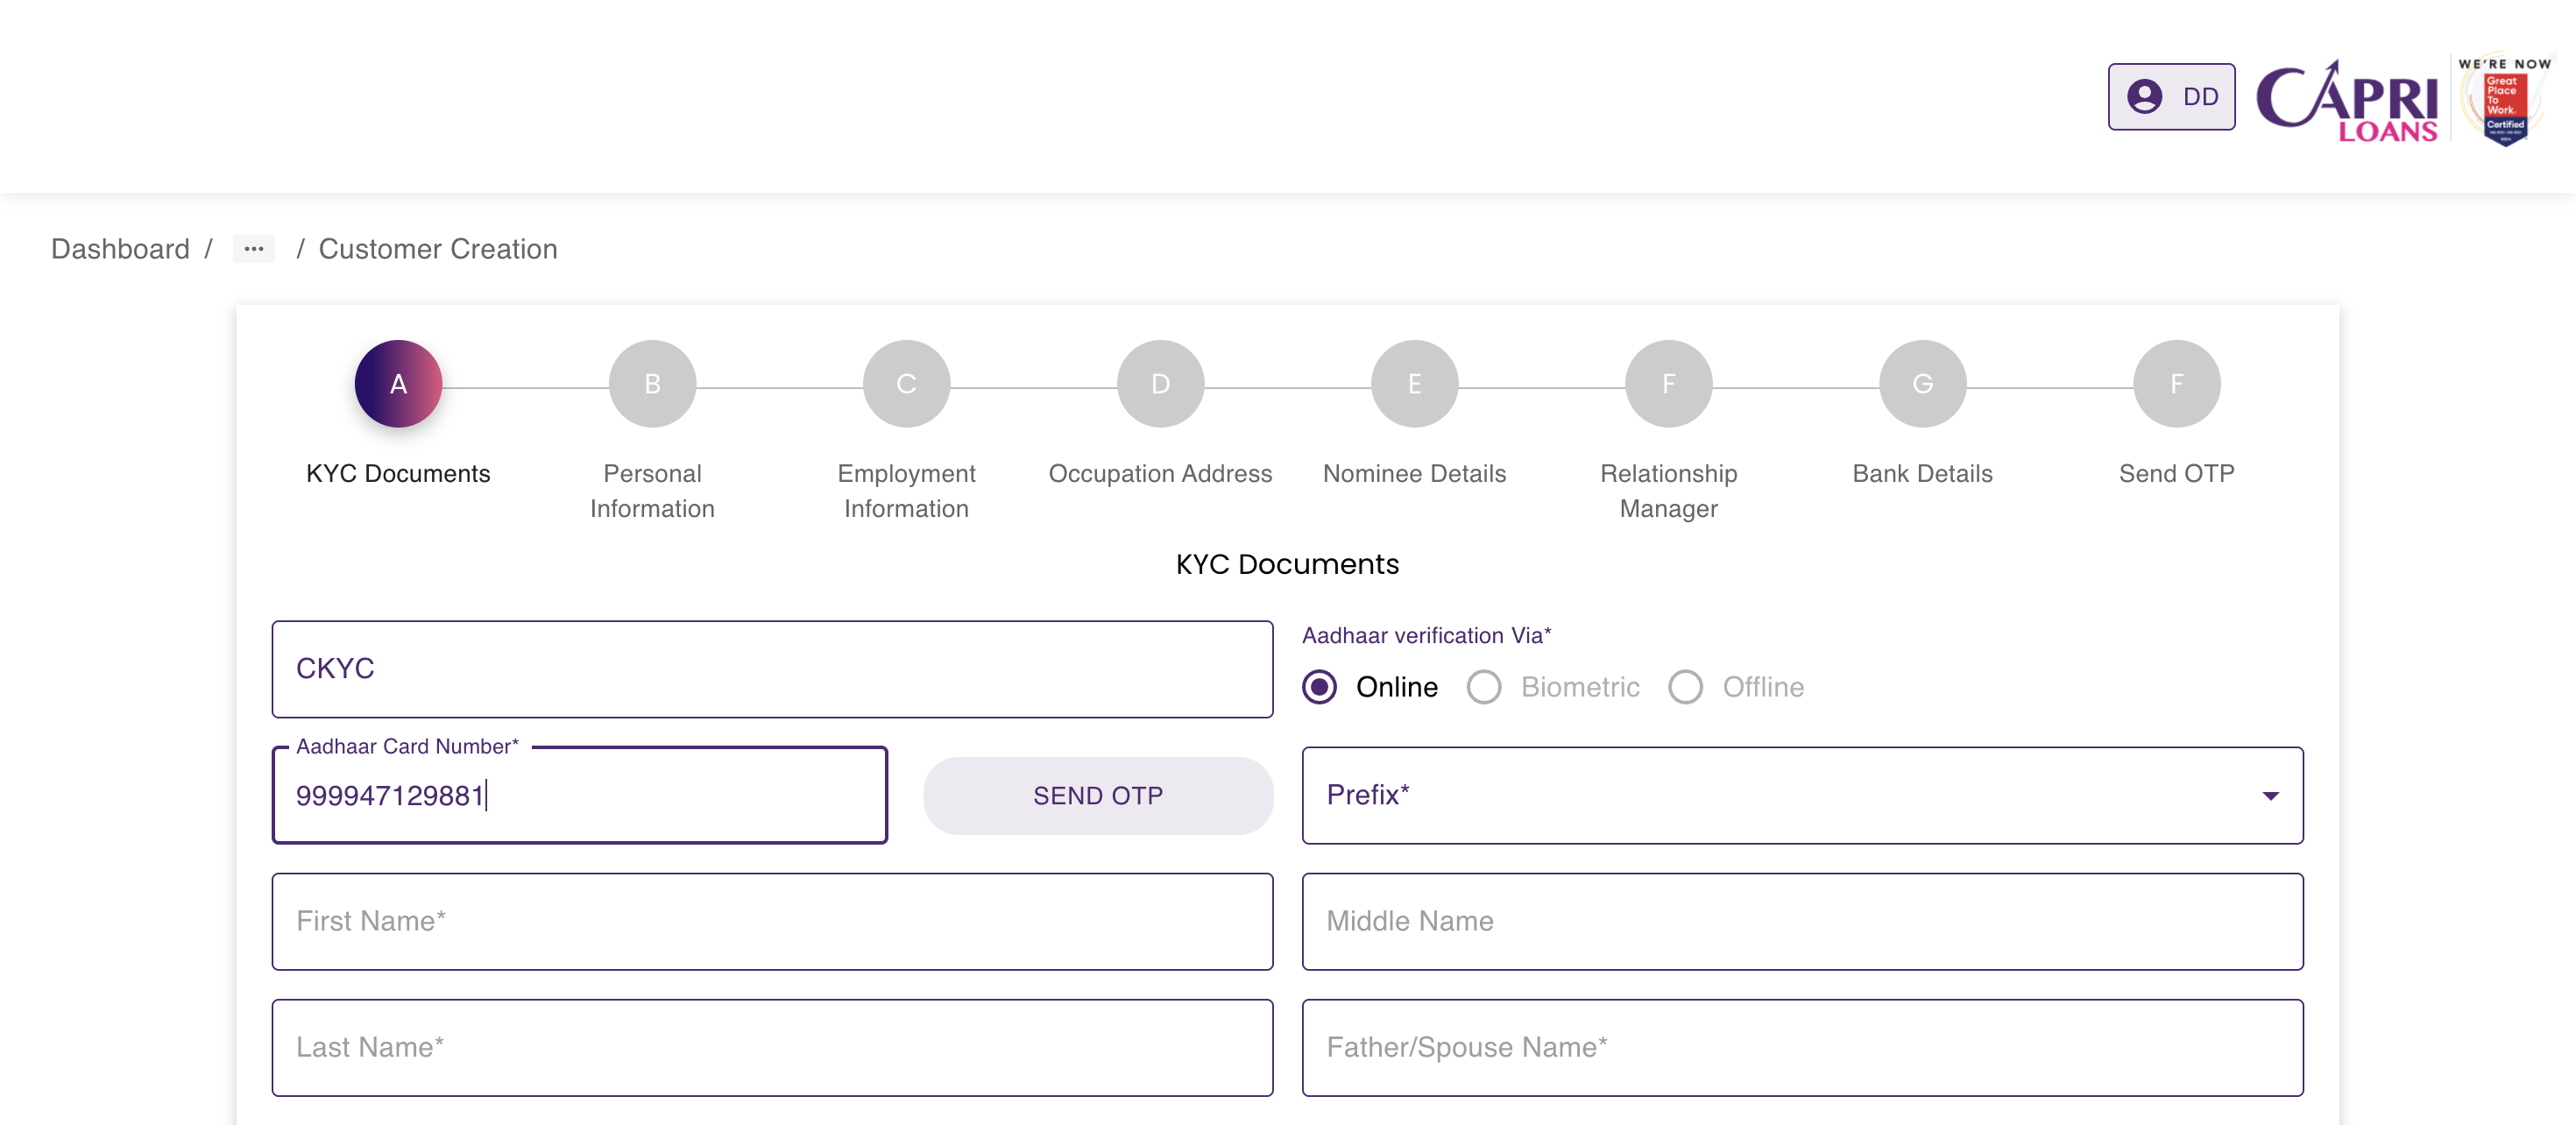 DD
CAPRI
LOANS
WE'RE NOW
Great
Place
To
Work.
Certified
Dashboard / ... / Customer Creation
A
B
C
D
E
F
G
F
KYC Documents
Personal
Information
Employment
Information
Occupation Address
Nominee Details
Relationship
Manager
Bank Details
Send OTP
KYC Documents
CKYC
Aadhaar verification Via*
Online
Biometric
Offline
Aadhaar Card Number*
999947129881
SEND OTP
Prefix*
First Name*
Middle Name
Last Name*
Father/Spouse Name*